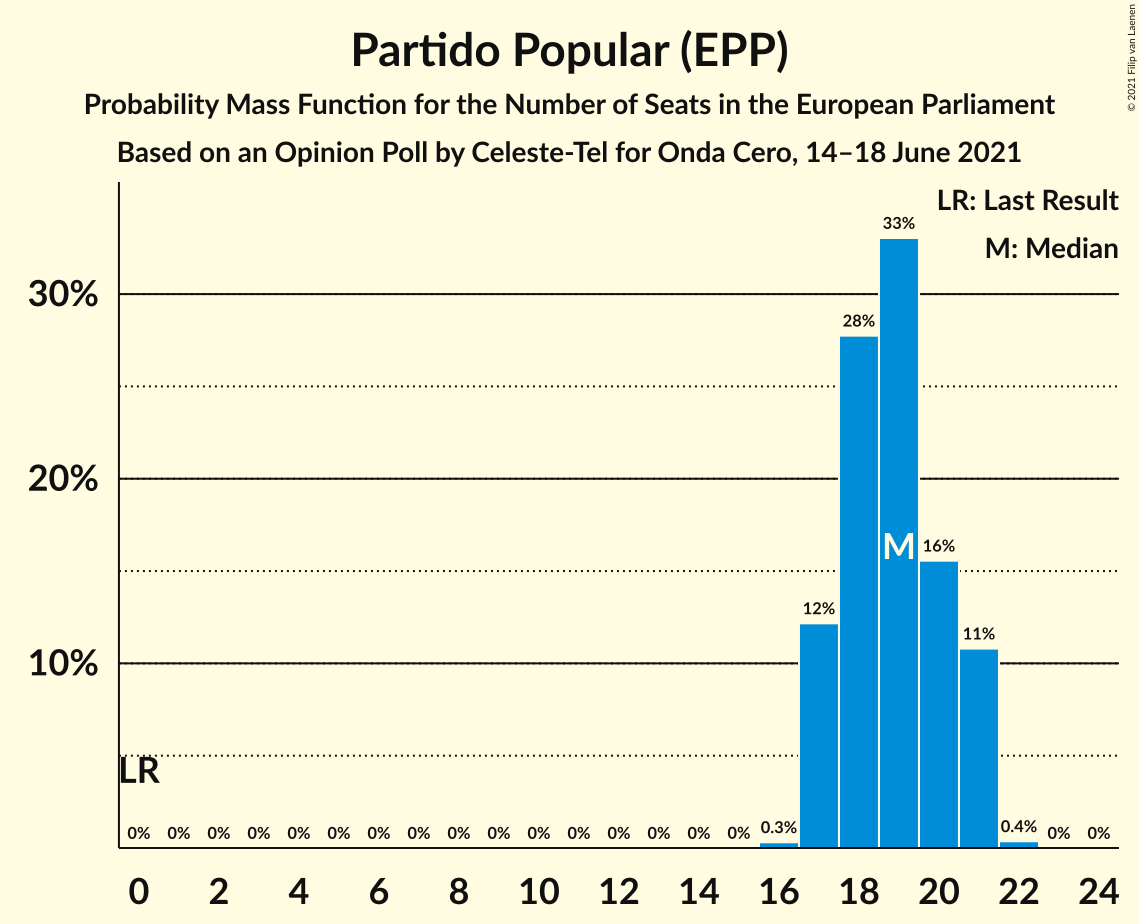 Partido Popular (EPP)
Probability Mass Function for the Number of Seats in the European Parliament
Based on an Opinion Poll by Celeste-Tel for Onda Cero, 14–18 June 2021
© 2021 Filip van Laenen
LR: Last Result
M: Median
33%
30%
28%
20%
M
16%
12%
11%
10%
LR
0% 0% 0% 0% 0% 0% 0% 0% 0% 0% 0% 0% 0% 0% 0% 0% 0.3% 0.4% 0% 0%
0 2 4 6 8 10 12 14 16 18 20 22 24